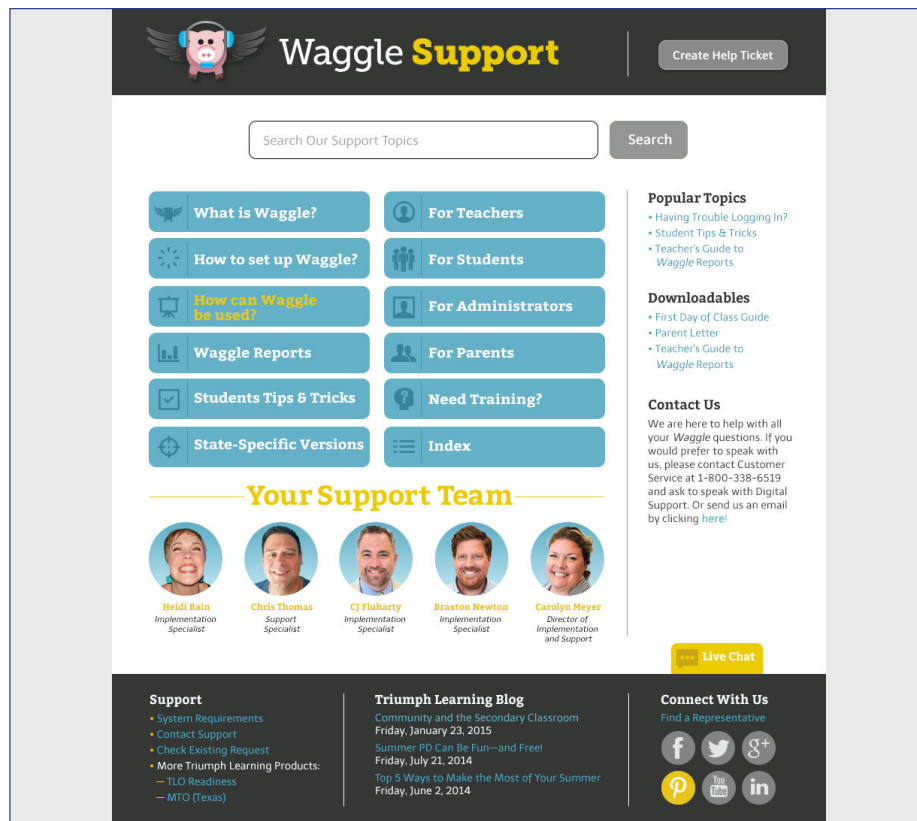 Waggle Support
Create Help Ticket
Search Our Support Topics
Search
What is Waggle?
How to set up Waggle?
How can Waggle
be used?
Waggle Reports
Students Tips & Tricks
State-Specific Versions
For Teachers
For Students
For Administrators
For Parents
Need Training?
Index
Popular Topics
• Having Trouble Logging In?
• Student Tips & Tricks
• Teacher's Guide to
Waggle Reports
Downloadables
• First Day of Class Guide
• Parent Letter
• Teacher's Guide to
Waggle Reports
Contact Us
We are here to help with all
your Waggle questions. If you
would prefer to speak with
us, please contact Customer
Service at 1-800-338-6519
and ask to speak with Digital
Support. Or send us an email
by clicking here!
Your Support Team
Heidi Bain
Implementation
Specialist
Chris Thomas
Support
Specialist
CJ Fluharty
Implementation
Specialist
Braxton Newton
Implementation
Specialist
Carolyn Meyer
Director of
Implementation
and Support
Live Chat
Support
• System Requirements
• Contact Support
• Check Existing Request
• More Triumph Learning Products:
— TLO Readiness
— MTO (Texas)
Triumph Learning Blog
Community and the Secondary Classroom
Friday, January 23, 2015
Summer PD Can Be Fun—and Free!
Friday, July 21, 2014
Top 5 Ways to Make the Most of Your Summer
Friday, June 2, 2014
Connect With Us
Find a Representative
f
g+
You
Tube
in